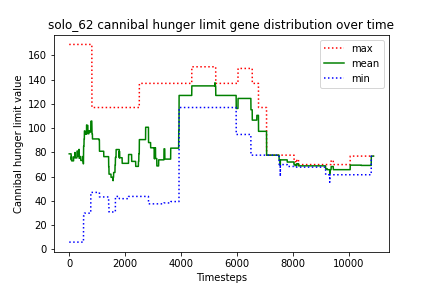 solo_62 cannibal hunger limit gene distribution over time
Cannibal hunger limit value
160
140
120
100
80
60
40
20
0
max
mean
min
0
2000
4000
6000
8000
10000
Timesteps